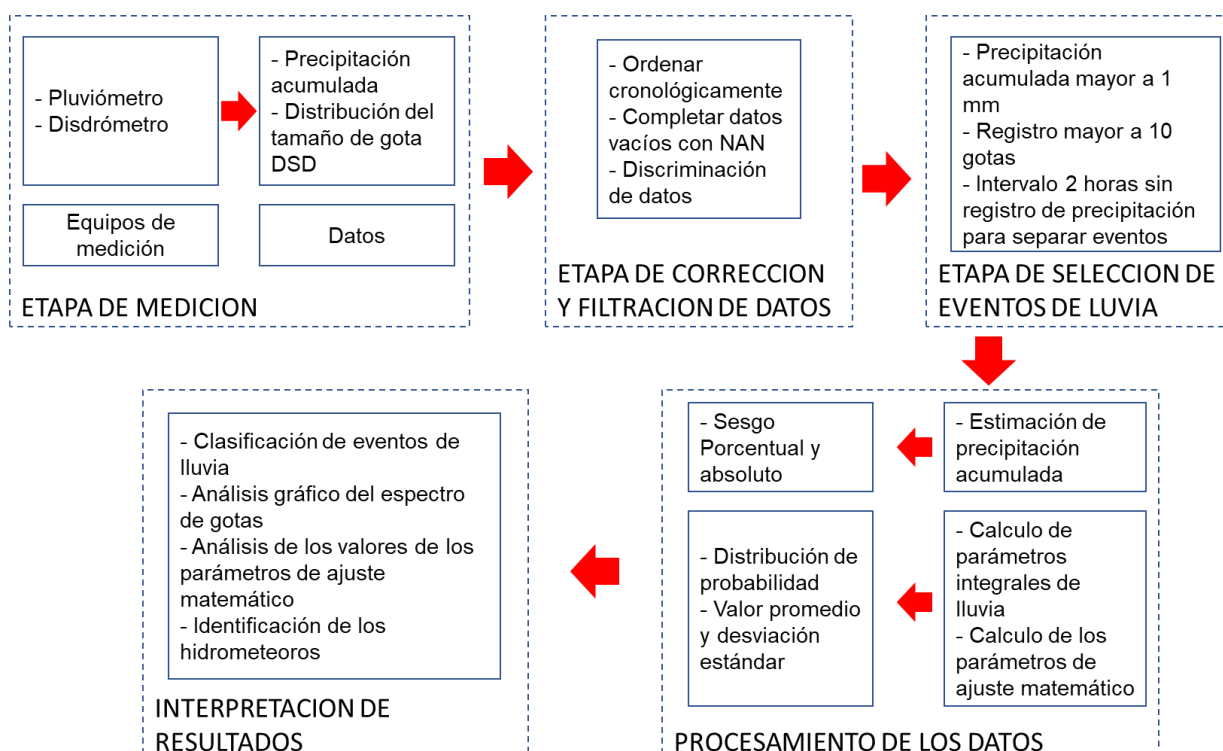 - Pluviómetro
- Disdrómetro
- Precipitación
acumulada
- Distribución del
tamaño de gota
DSD
Equipos de
medición
Datos
ETAPA DE MEDICION
- Ordenar
cronológicamente
- Completar datos
vacíos con NAN
- Discriminación
de datos
ETAPA DE CORRECCION
Y FILTRACION DE DATOS
- Precipitación
acumulada mayor a 1
mm
- Registro mayor a 10
gotas
- Intervalo 2 horas sin
registro de precipitación
para separar eventos
ETAPA DE SELECCION DE
EVENTOS DE LUVIA
- Estimación de
precipitación
acumulada
- Sesgo
Porcentual y
absoluto
- Calculo de
parámetros
integrales de
lluvia
- Calculo de los
parámetros de
ajuste matemático
- Distribución de
probabilidad
- Valor promedio
y desviación
estándar
PROCESAMIENTO DE LOS DATOS
- Clasificación de eventos de
lluvia
- Análisis gráfico del espectro
de gotas
- Análisis de los valores de los
parámetros de ajuste
matemático
- Identificación de los
hidrometeoros
INTERPRETACION DE
RESULTADOS